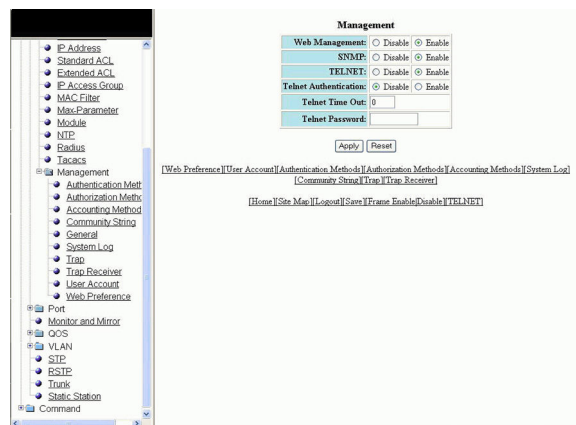 IP Address
Standard ACL
Extended ACL
IP Access Group
MAC Filter
Max-Parameter
Module
NTP
Radius
Tacacs
Management
Authentication Meth
Authorization Metho
Accounting Method
Community String
General
System Log
Trap
Trap Receiver
User Account
Web Preference
Port
Monitor and Mirror
QOS
VLAN
STP
RSTP
Trunk
Static Station
Command
Management
Web Management: Disable Enable
SNMP: Disable Enable
TELNET: Disable Enable
Telnet Authentication: Disable Enable
Telnet Time Out: 0
Telnet Password:
Apply Reset
[Web Preference][User Account][Authentication Methods][Authorization Methods][Accounting Methods][System Log]
[Community String][Trap][Trap Receiver]
[Home][Site Map][Logout][Save][Frame Enable|Disable][TELNET]